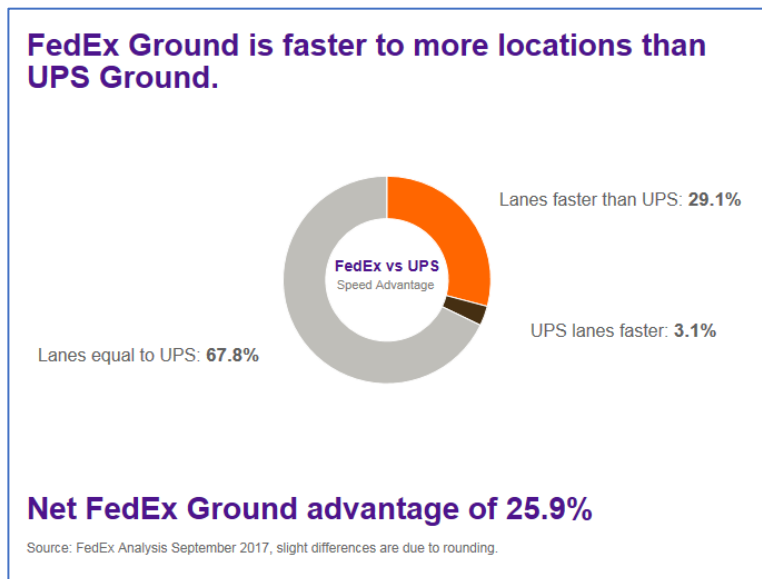 FedEx Ground is faster to more locations than
UPS Ground.
Lanes faster than UPS: 29.1%
FedEx vs UPS
Speed Advantage
UPS lanes faster: 3.1%
Lanes equal to UPS: 67.8%
Net FedEx Ground advantage of 25.9%
Source: FedEx Analysis September 2017, slight differences are due to rounding.